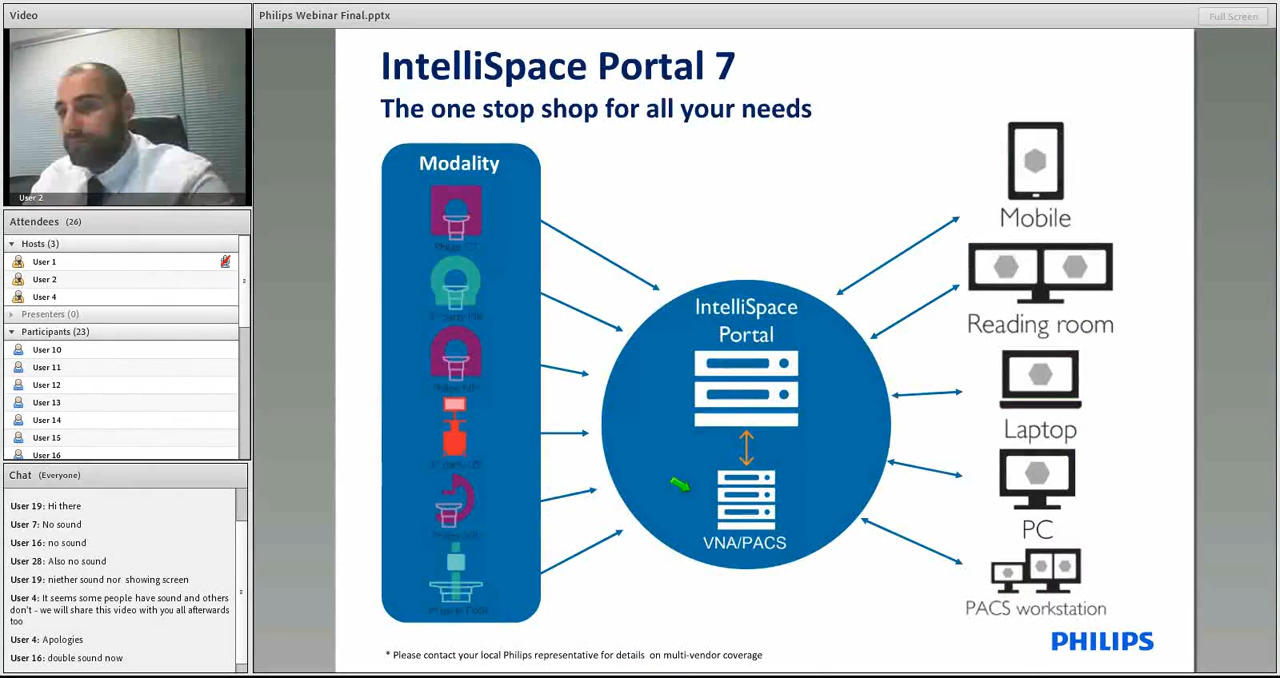 Video
User 2
Attendees (26)
Hosts (3)
User 1
User 2
User 4
Presenters (0)
Participants (23)
User 10
User 11
User 12
User 13
User 14
User 15
User 16
Chat (Everyone)
User 19: Hi there
User 7: No sound
User 16: no sound
User 28: Also no sound
User 19: niether sound nor showing screen
User 4: It seems some people have sound and others
don't - we will share this video with you all afterwards
too
User 4: Apologies
User 16: double sound now
Philips Webinar Final.pptx
Full Screen
IntelliSpace Portal 7
The one stop shop for all your needs
Modality
IntelliSpace
Portal
VNA/PACS
Mobile
Reading room
Laptop
PC
PACS workstation
PHILIPS
* Please contact your local Philips representative for details on multi-vendor coverage